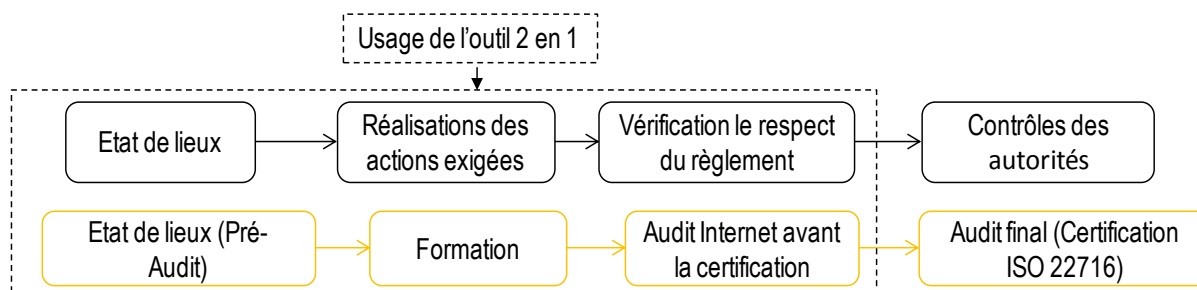 Usage de l'outil 2 en 1
Etat de lieux
Réalisations des
actions exigées
Vérification le respect
du règlement
Contrôles des
autorités
Etat de lieux (Pré-
Audit)
Formation
Audit Internet avant
la certification
Audit final (Certification
ISO 22716)